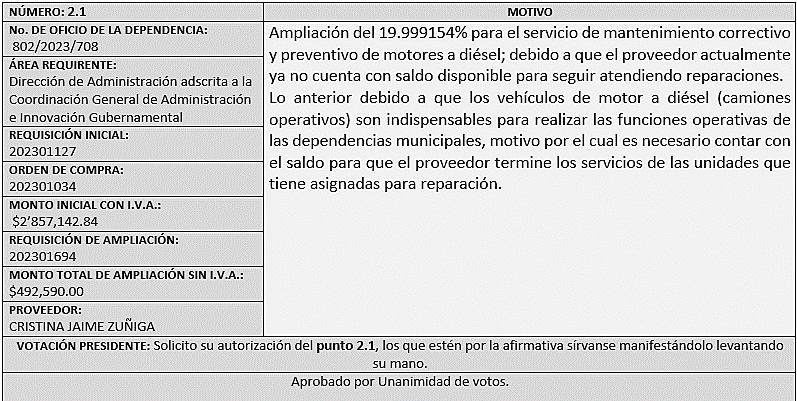 NÚMERO: 2.1
No. DE OFICIO DE LA DEPENDENCIA:
802/2023/708
ÁREA REQUIRENTE:
Dirección de Administración adscrita a la
Coordinación General de Administración
e Innovación Gubernamental
REQUISICIÓN INICIAL:
202301127
ORDEN DE COMPRA:
202301034
MONTO INICIAL CON I.V.A.:
$2’857,142.84
REQUISICIÓN DE AMPLIACIÓN:
202301694
MONTO TOTAL DE AMPLIACIÓN SIN I.V.A.:
$492,590.00
PROVEEDOR:
CRISTINA JAIME ZUÑIGA
MOTIVO
Ampliación del 19.999154% para el servicio de mantenimiento correctivo
y preventivo de motores a diésel; debido a que el proveedor actualmente
ya no cuenta con saldo disponible para seguir atendiendo reparaciones.
Lo anterior debido a que los vehículos de motor a diésel (camiones
operativos) son indispensables para realizar las funciones operativas de
las dependencias municipales, motivo por el cual es necesario contar con
el saldo para que el proveedor termine los servicios de las unidades que
tiene asignadas para reparación.
VOTACIÓN PRESIDENTE: Solicito su autorización del punto 2.1, los que estén por la afirmativa sírvanse manifestándolo levantando
su mano.
Aprobado por Unanimidad de votos.